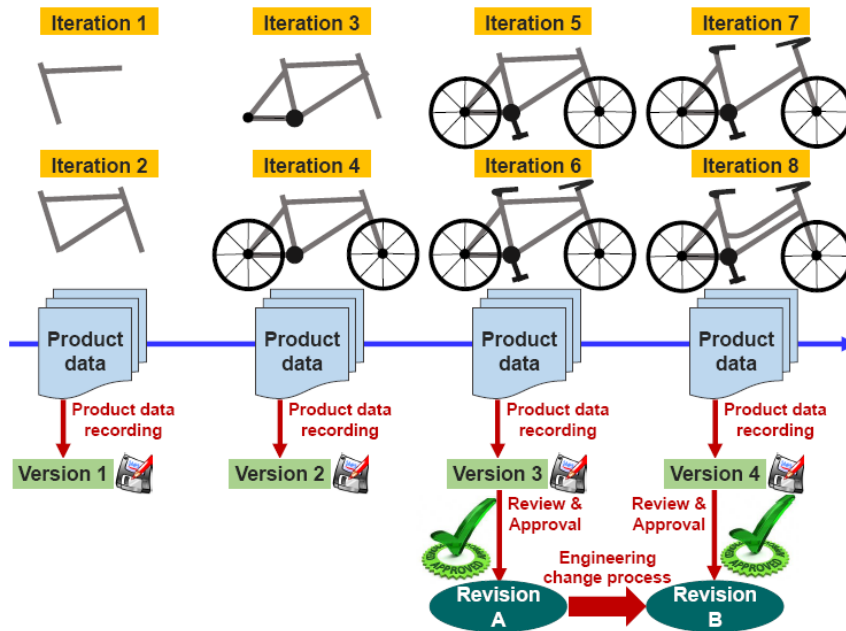 Iteration 1
Iteration 3
Iteration 5
Iteration 7
Iteration 2
Iteration 4
Iteration 6
Iteration 8
Product
data
Product
data
Product
data
Product
data
Product data
recording
Product data
recording
Product data
recording
Product data
recording
Version 1
Version 2
Version 3
Version 4
Review &
Approval
Review &
Approval
APPROVED
APPROVED
Engineering
change process
Revision
A
Revision
B